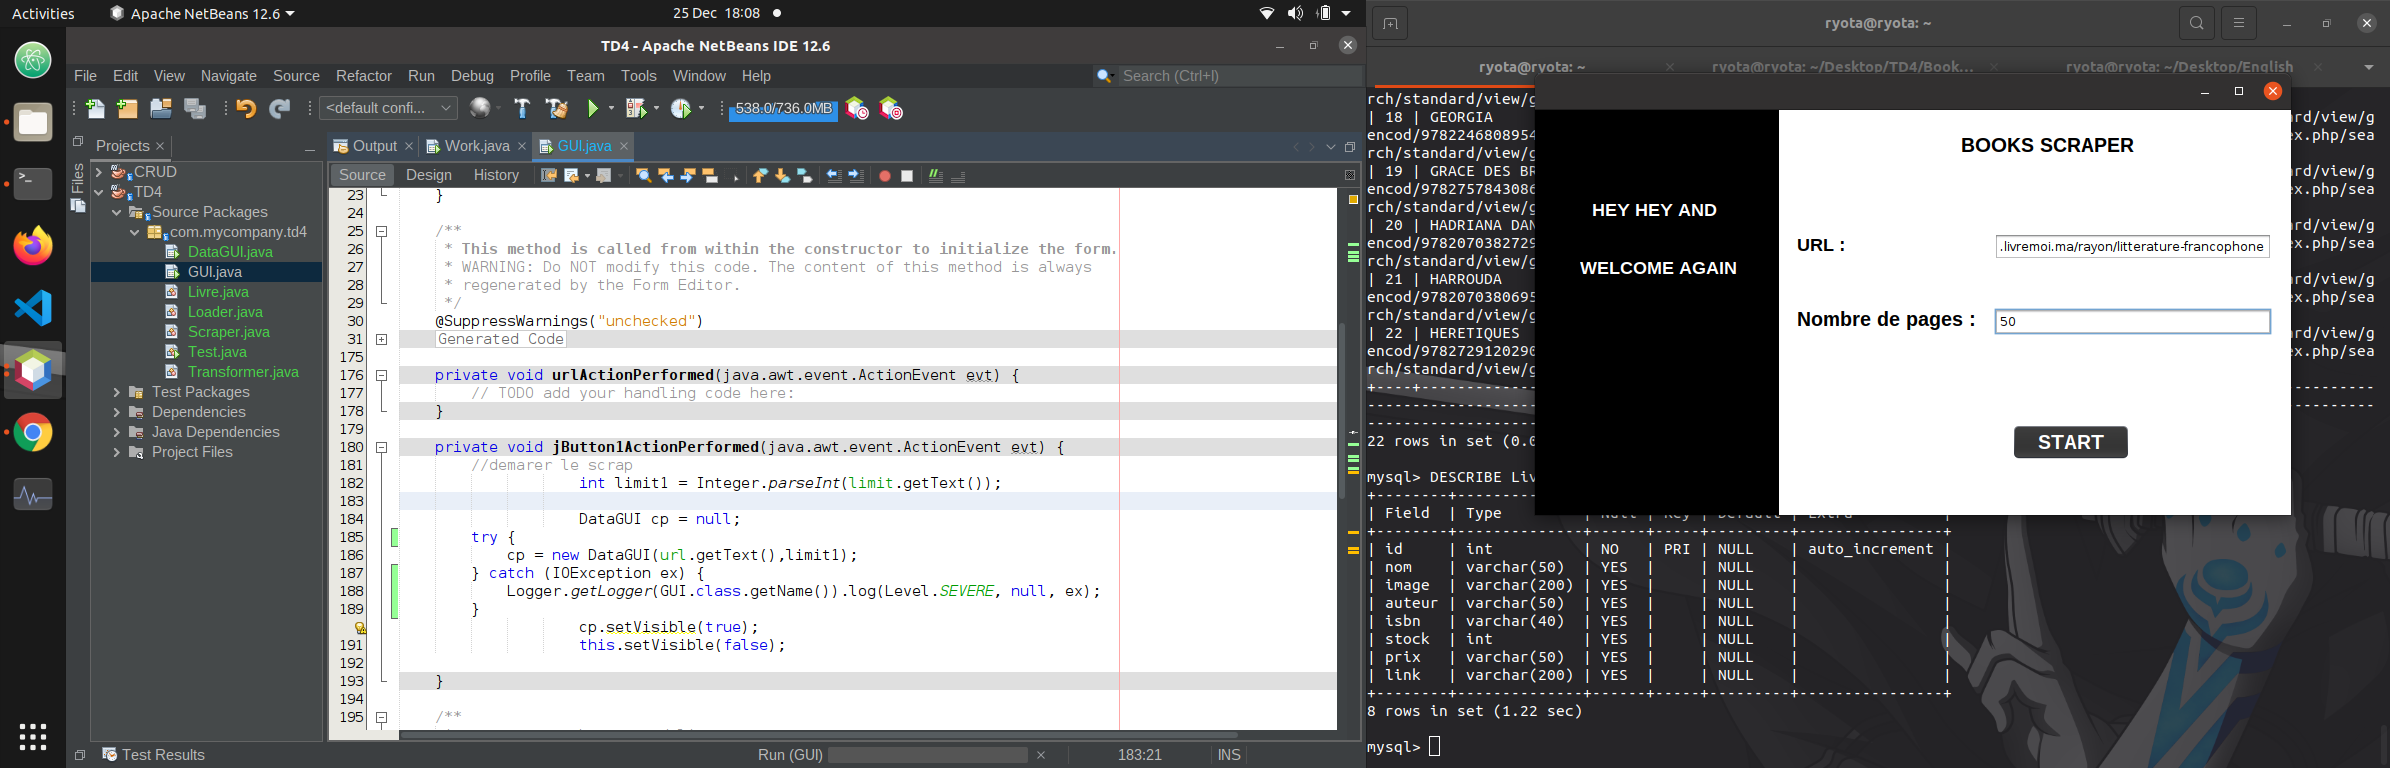 Activities
Apache NetBeans 12.6
25 Dec 18:08
TD4 - Apache NetBeans IDE 12.6
File Edit View Navigate Source Refactor Run Debug Profile Team Tools Window Help
Search (Ctrl+I)
<default confi...
538.0/736.0MB
Files
Projects
CRUD
TD4
Source Packages
com.mycompany.td4
DataGUI.java
GUI.java
Livre.java
Loader.java
Scraper.java
Test.java
Transformer.java
Test Packages
Dependencies
Java Dependencies
Project Files
Output Work.java GUI.java
Source Design History
23 }
24
25 /**
26 * This method is called from within the constructor to initialize the form.
27 * WARNING: Do NOT modify this code. The content of this method is always
28 * regenerated by the Form Editor.
29 */
30 @SuppressWarnings("unchecked")
31 Generated Code
175
176 private void urlActionPerformed(java.awt.event.ActionEvent evt) {
177 // TODO add your handling code here:
178 }
179
180 private void jButton1ActionPerformed(java.awt.event.ActionEvent evt) {
181 //demarer le scrap
182 int limit1 = Integer.parseInt(limit.getText());
183
184 DataGUI cp = null;
185 try {
186 cp = new DataGUI(url.getText(),limit1);
187 } catch (IOException ex) {
188 Logger.getLogger(GUI.class.getName()).log(Level.SEVERE, null, ex);
189 }
cp.setVisible(true);
191 this.setVisible(false);
192
193 }
194
195 /**
Test Results
Run (GUI)
183:21
INS
ryota@ryota: ~
ryota@ryota: ~
ryota@ryota: ~/Desktop/TD4/Book...
ryota@ryota: ~/Desktop/English
rch/standard/view/g
| 18 | GEORGIA
rd/view/g
encod/9782246808954
ex.php/sea
rch/standard/view/g
| 19 | GRACE DES BR
rd/view/g
encod/9782757843086
ex.php/sea
rch/standard/view/g
| 20 | HADRIANA DAN
rd/view/g
encod/9782070382729
ex.php/sea
rch/standard/view/g
| 21 | HARROUDA
rd/view/g
encod/9782070380695
ex.php/sea
rch/standard/view/g
| 22 | HERETIQUES
rd/view/g
encod/9782729120290
ex.php/sea
rch/standard/view/g
22 rows in set (0.0
mysql> DESCRIBE Liv
| Field | Type | Null | Key | Default | Extra
| id | int | NO | PRI | NULL | auto_increment |
| nom | varchar(50) | YES | | NULL | |
| image | varchar(200) | YES | | NULL | |
| auteur | varchar(50) | YES | | NULL | |
| isbn | varchar(40) | YES | | NULL | |
| stock | int | YES | | NULL | |
| prix | varchar(50) | YES | | NULL | |
| link | varchar(200) | YES | | NULL | |
8 rows in set (1.22 sec)
mysql>
HEY HEY AND
WELCOME AGAIN
BOOKS SCRAPER
URL :
.livremoi.ma/rayon/litterature-francophone
Nombre de pages :
50
START